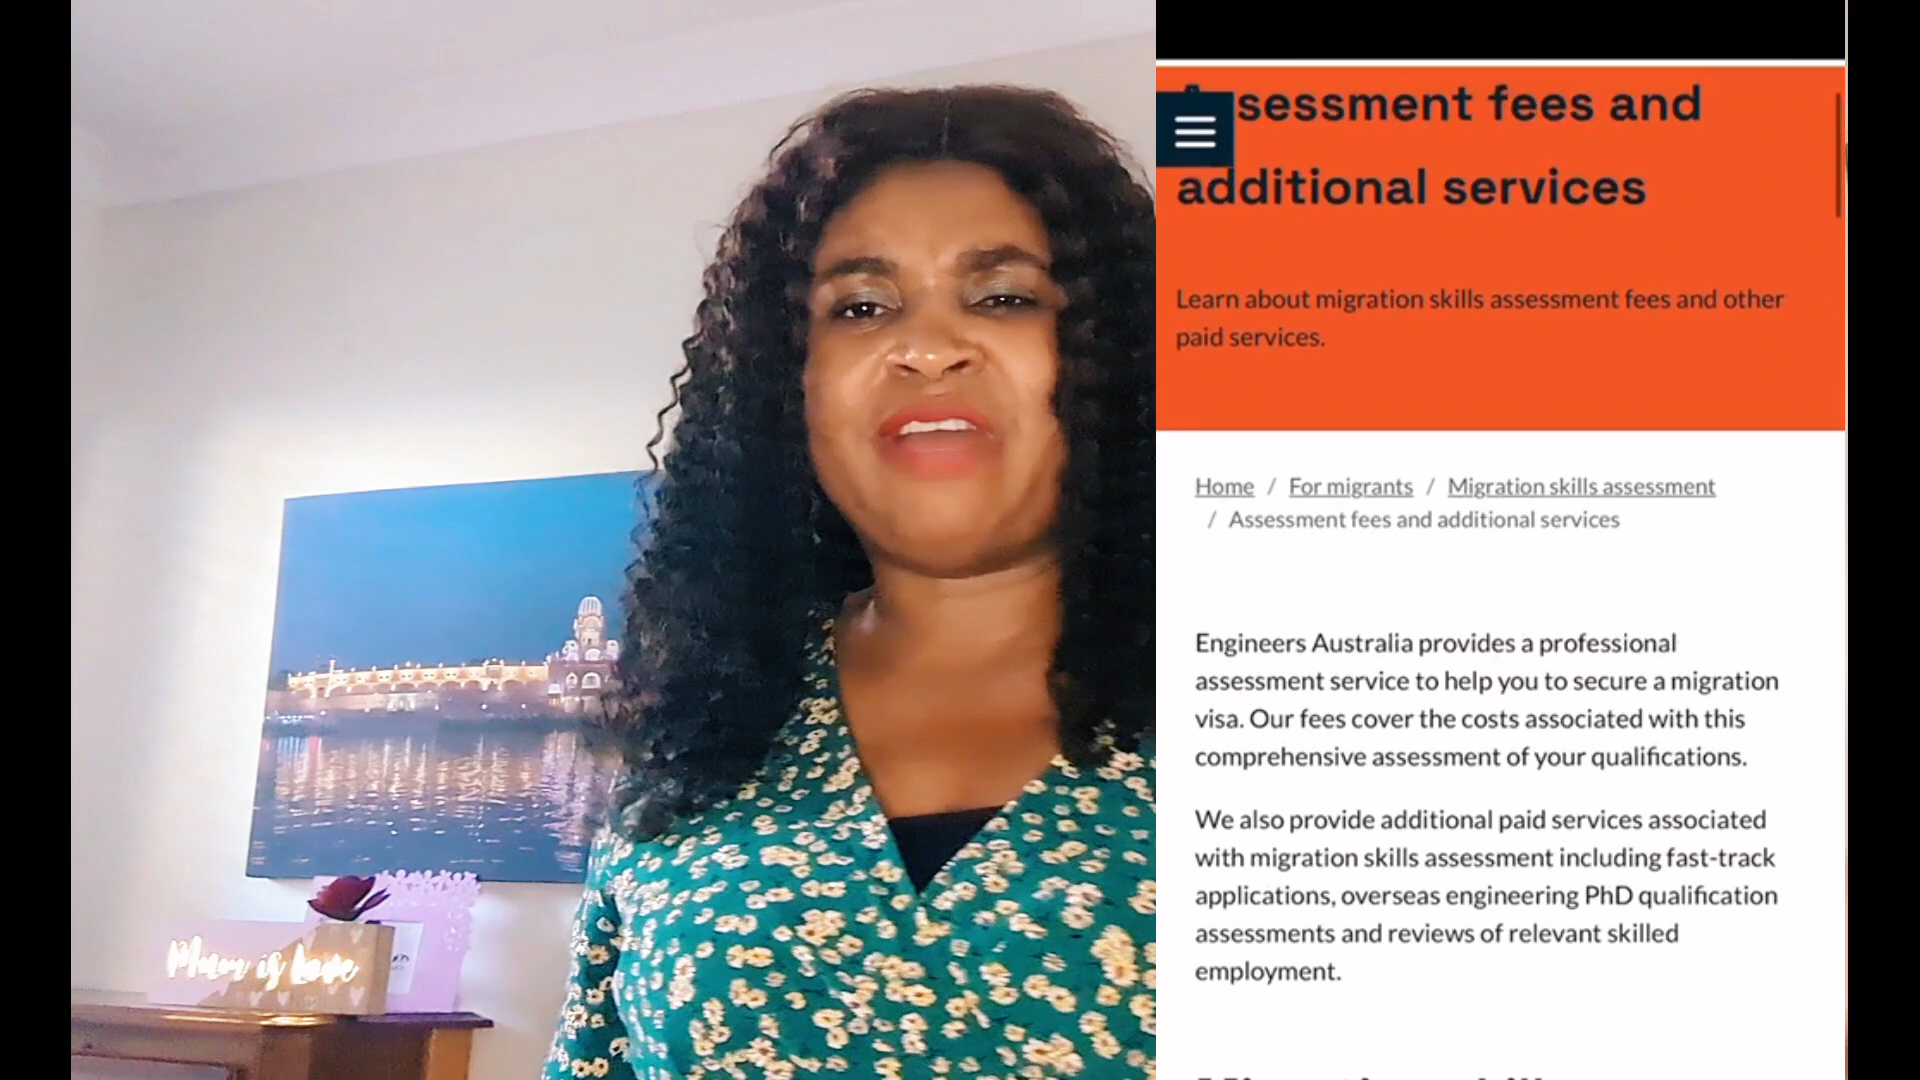 Mum is Love
Assessment fees and
additional services
Learn about migration skills assessment fees and other
paid services.
Home / For migrants / Migration skills assessment
/ Assessment fees and additional services
Engineers Australia provides a professional
assessment service to help you to secure a migration
visa. Our fees cover the costs associated with this
comprehensive assessment of your qualifications.
We also provide additional paid services associated
with migration skills assessment including fast-track
applications, overseas engineering PhD qualification
assessments and reviews of relevant skilled
employment.